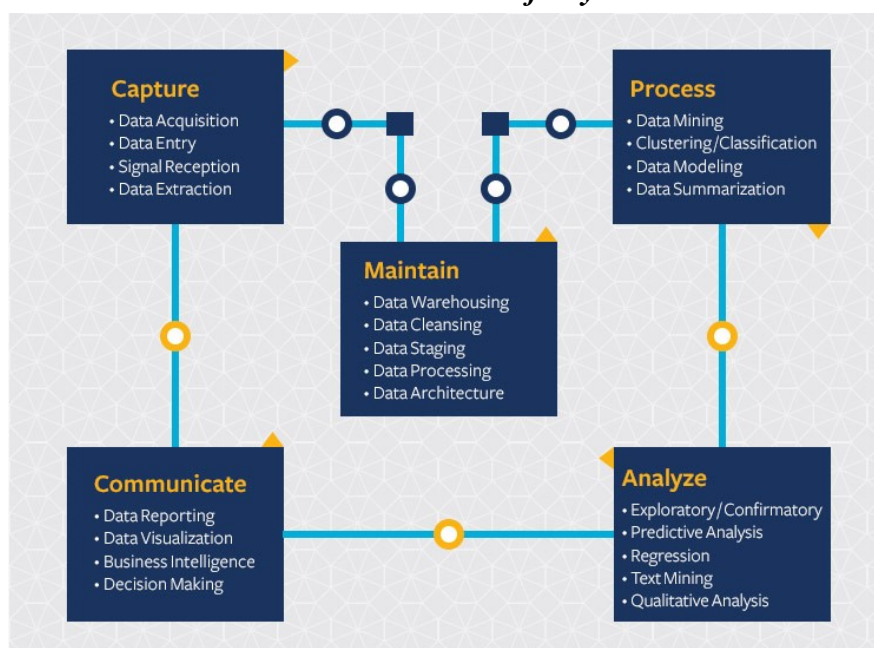 Capture
• Data Acquisition
• Data Entry
Signal Reception
• Data Extraction
Process
• Data Mining
• Clustering/Classification
• Data Modeling
• Data Summarization
Maintain
• Data Warehousing
• Data Cleansing
• Data Staging
• Data Processing
• Data Architecture
Communicate
• Data Reporting
• Data Visualization
• Business Intelligence
• Decision Making
Analyze
• Exploratory/Confirmatory
• Predictive Analysis
• Regression
• Text Mining
• Qualitative Analysis